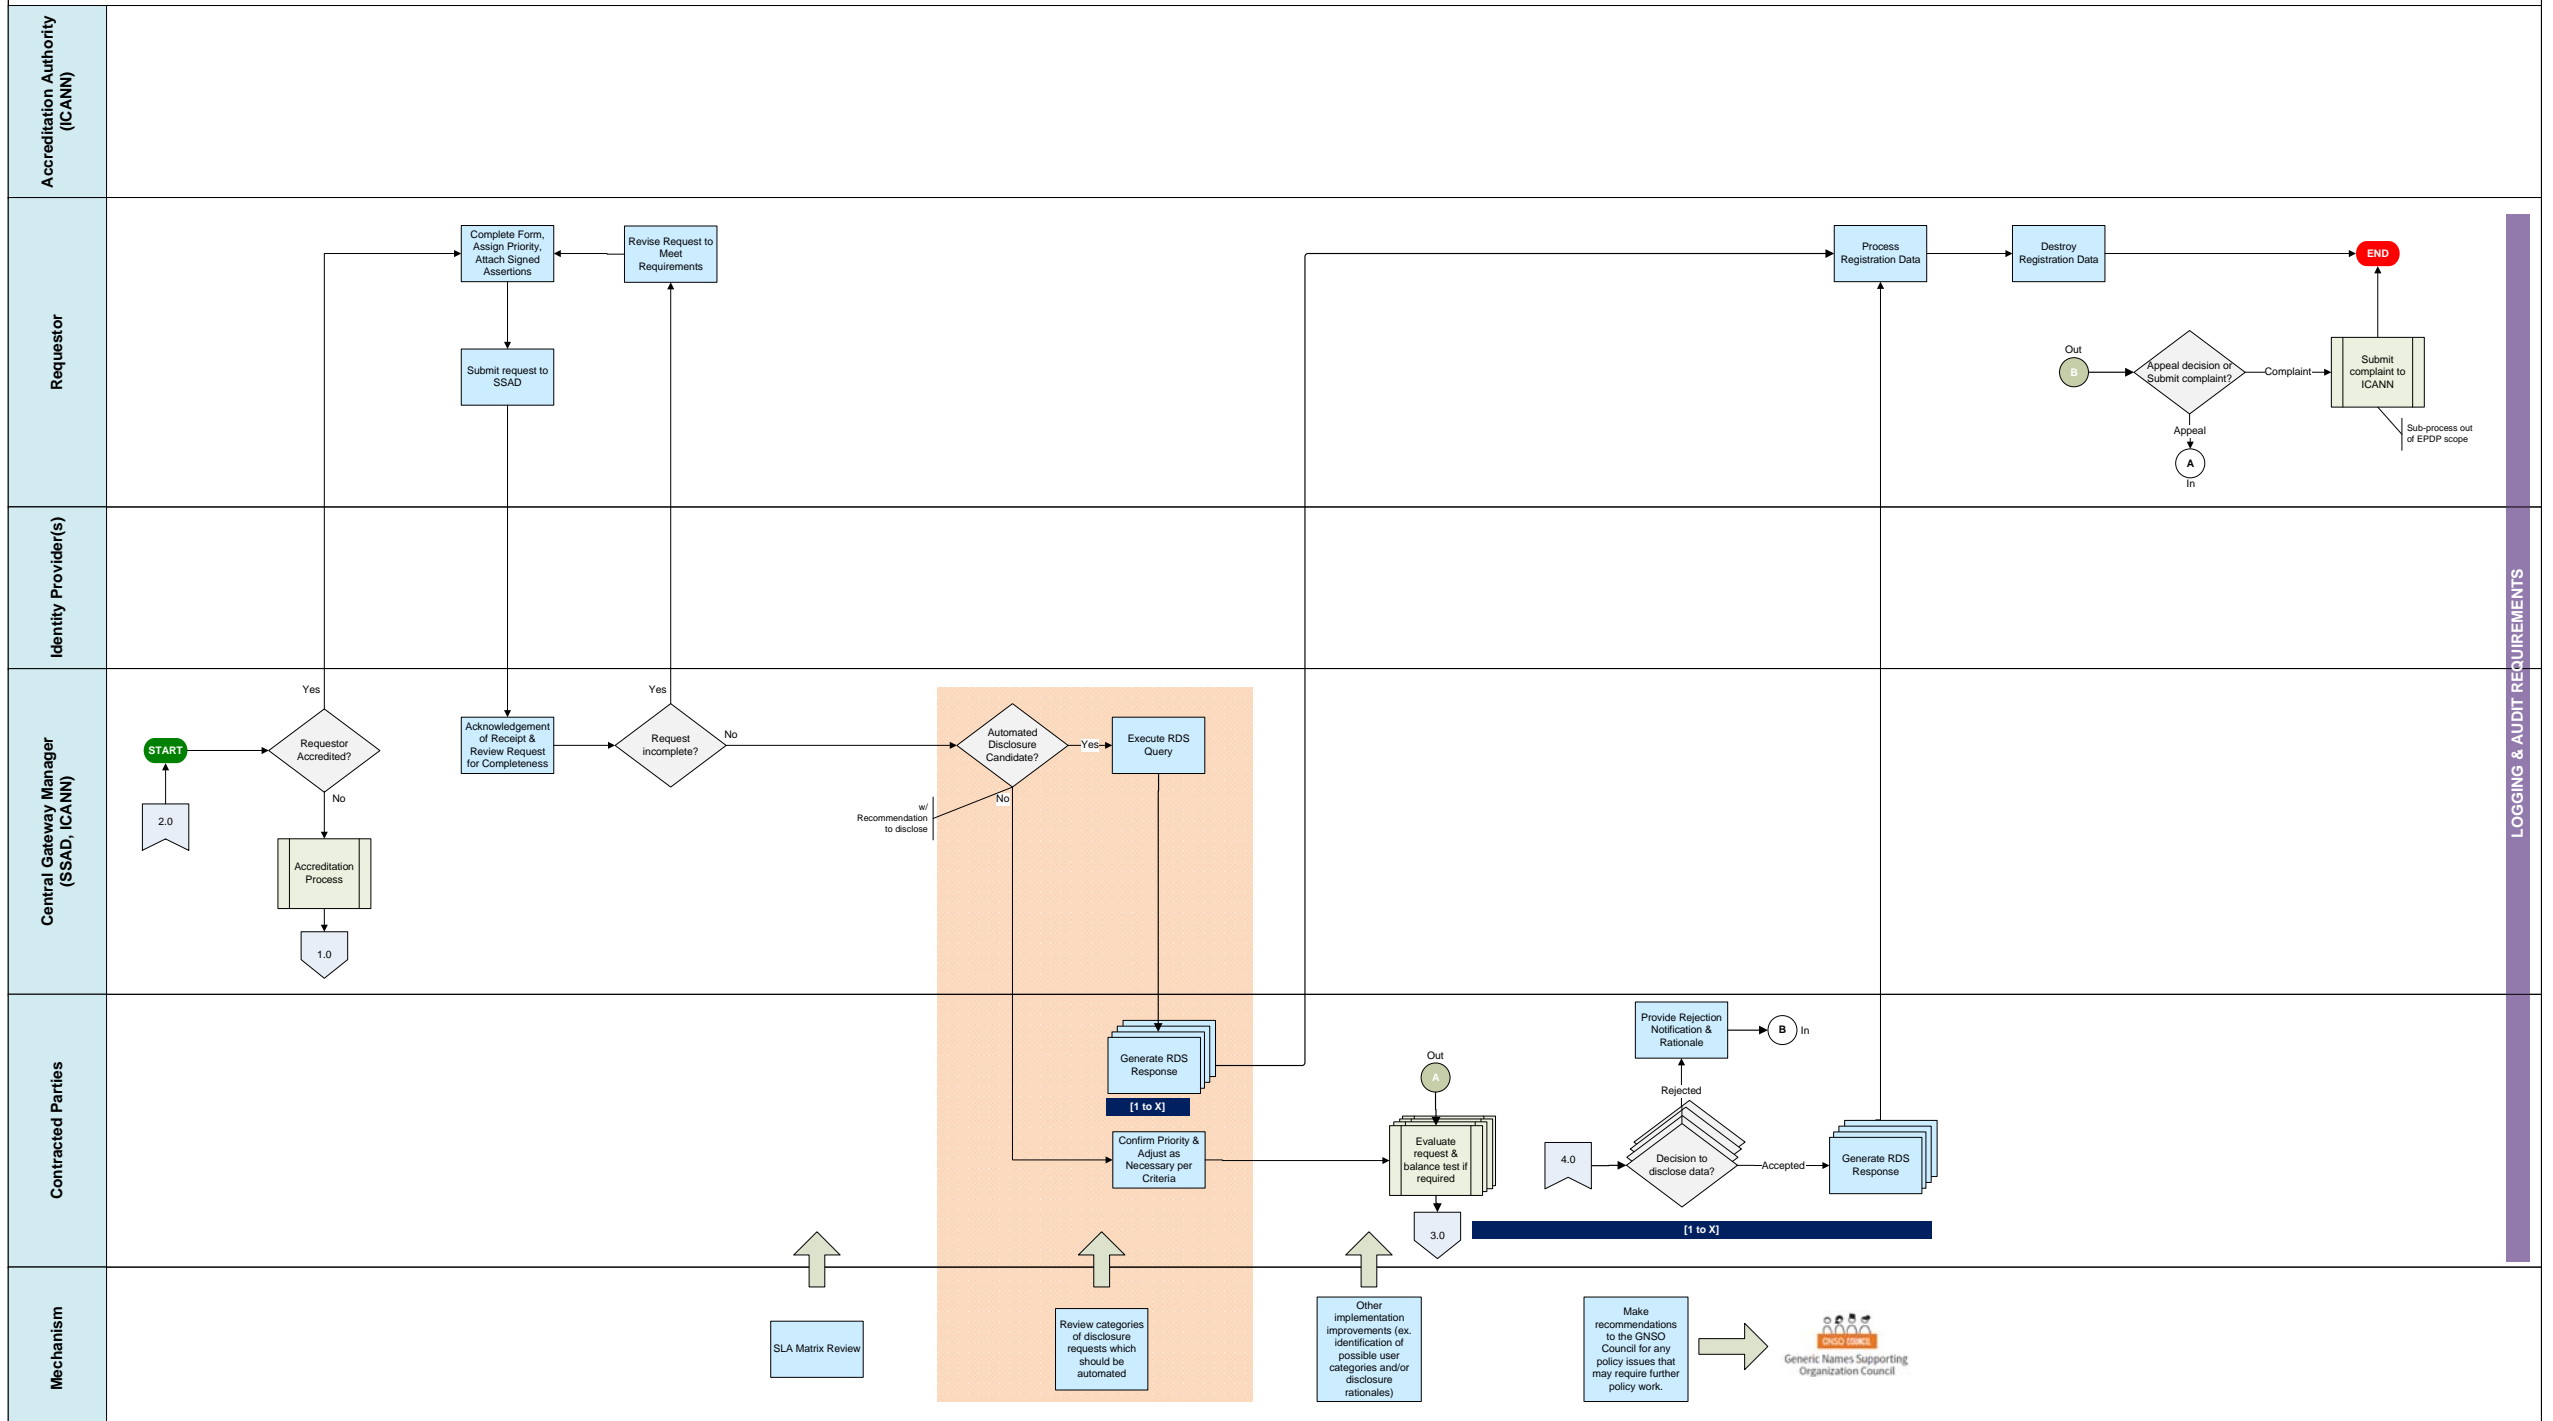 Accreditation Authority
(ICANN)
Requestor
Complete Form,
Assign Priority,
Attach Signed
Assertions
Revise Request to
Meet
Requirements
Submit request to
SSAD
Process
Registration Data
Destroy
Registration Data
END
Out
B
Appeal decision or
Submit complaint?
Complaint
Submit
complaint to
ICANN
Sub-process out
of EPDP scope
Appeal
A
In
Identity Provider(s)
LOGGING & AUDIT REQUIREMENTS
Central Gateway Manager
(SSAD, ICANN)
START
2.0
Yes
Requestor
Accredited?
No
Accreditation
Process
1.0
Acknowledgement
of Receipt &
Review Request
for Completeness
Yes
Request
incomplete?
No
Automated
Disclosure
Candidate?
Yes
Execute RDS
Query
No
w/
Recommendation
to disclose
Contracted Parties
Generate RDS
Response
[1 to X]
Confirm Priority &
Adjust as
Necessary per
Criteria
Out
A
Evaluate
request &
balance test if
required
3.0
Provide Rejection
Notification &
Rationale
B
In
Rejected
4.0
Decision to
disclose data?
Accepted
Generate RDS
Response
[1 to X]
Mechanism
SLA Matrix Review
Review categories
of disclosure
requests which
should be
automated
Other
implementation
improvements (ex.
identification of
possible user
categories and/or
disclosure
rationales)
Make
recommendations
to the GNSO
Council for any
policy issues that
may require further
policy work.
GNSO COUNCIL
Generic Names Supporting
Organization Council